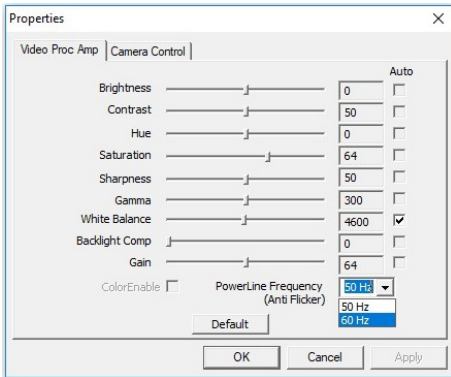 Properties
Video Proc Amp Camera Control
Auto
Brightness 0
Contrast 50
Hue 0
Saturation 64
Sharpness 50
Gamma 300
White Balance 4600
Backlight Comp 0
Gain 64
ColorEnable PowerLine Frequency 50 Hz
(Anti Flicker) 50 Hz
60 Hz
Default
OK Cancel Apply